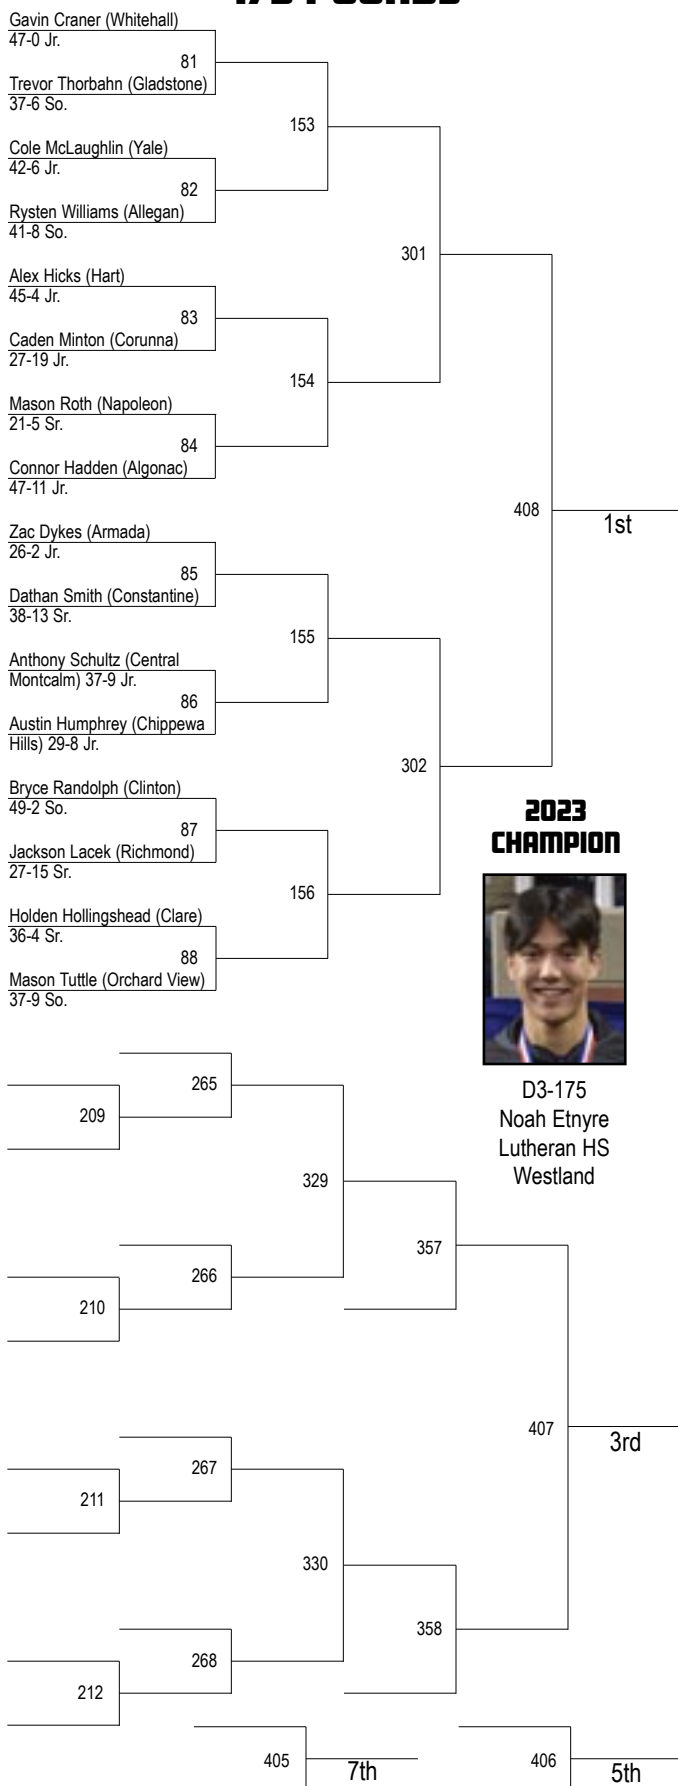 Gavin Craner (Whitehall)
47-0 Jr.
81
Trevor Thorbahn (Gladstone)
37-6 So.
153
Cole McLaughlin (Yale)
42-6 Jr.
82
Rysten Williams (Allegan)
41-8 So.
301
Alex Hicks (Hart)
45-4 Jr.
83
Caden Minton (Corunna)
27-19 Jr.
154
Mason Roth (Napoleon)
21-5 Sr.
84
Connor Hadden (Algonac)
47-11 Jr.
408
1st
Zac Dykes (Armada)
26-2 Jr.
85
Dathan Smith (Constantine)
38-13 Sr.
155
Anthony Schultz (Central
Montcalm) 37-9 Jr.
86
Austin Humphrey (Chippewa
Hills) 29-8 Jr.
302
Bryce Randolph (Clinton)
49-2 So.
87
Jackson Lacek (Richmond)
27-15 Sr.
156
Holden Hollingshead (Clare)
36-4 Sr.
88
Mason Tuttle (Orchard View)
37-9 So.
2023
CHAMPION
D3-175
Noah Etnyre
Lutheran HS
Westland
265
209
329
357
266
210
407
3rd
267
211
330
358
268
212
405
7th
406
5th